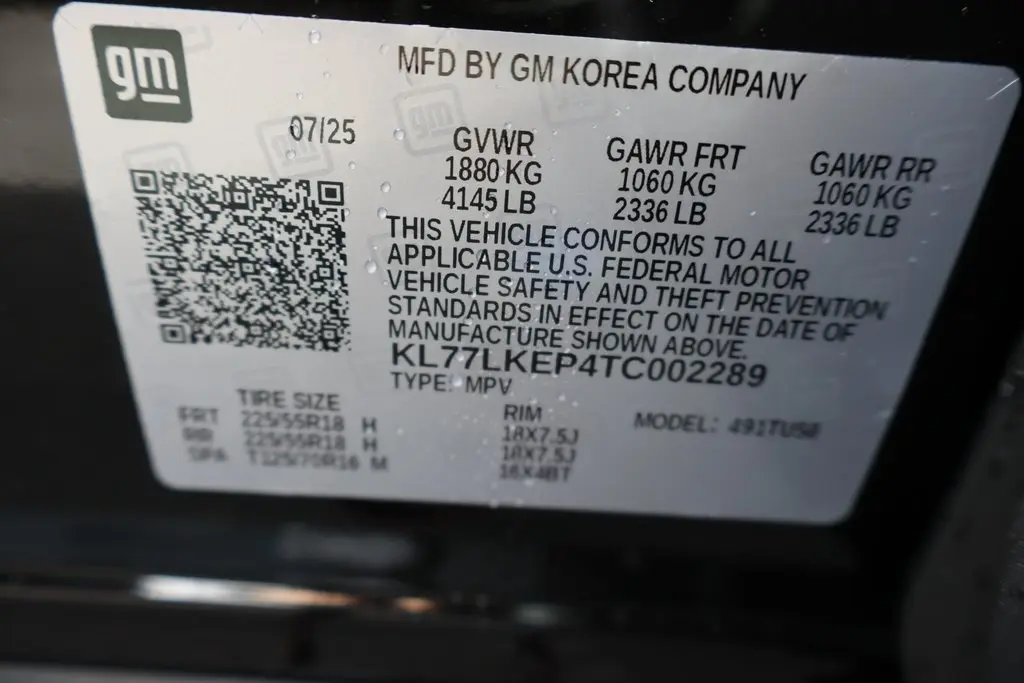 gm
MFD BY GM KOREA COMPANY
07/25
GVWR
1880 KG
4145 LB
GAWR FRT
1060 KG
2336 LB
GAWR RR
1060 KG
2336 LB
THIS VEHICLE CONFORMS TO ALL
APPLICABLE U.S. FEDERAL MOTOR
VEHICLE SAFETY AND THEFT PREVENTION
STANDARDS IN EFFECT ON THE DATE OF
MANUFACTURE SHOWN ABOVE.
KL77LKEP4TC002289
TYPE: MPV
TIRE SIZE
FRT 225/55R18 H
RR 225/55R18 H
SPA T125/70R16 M
RIM
18X7.5J
18X7.5J
16X4BT
MODEL: